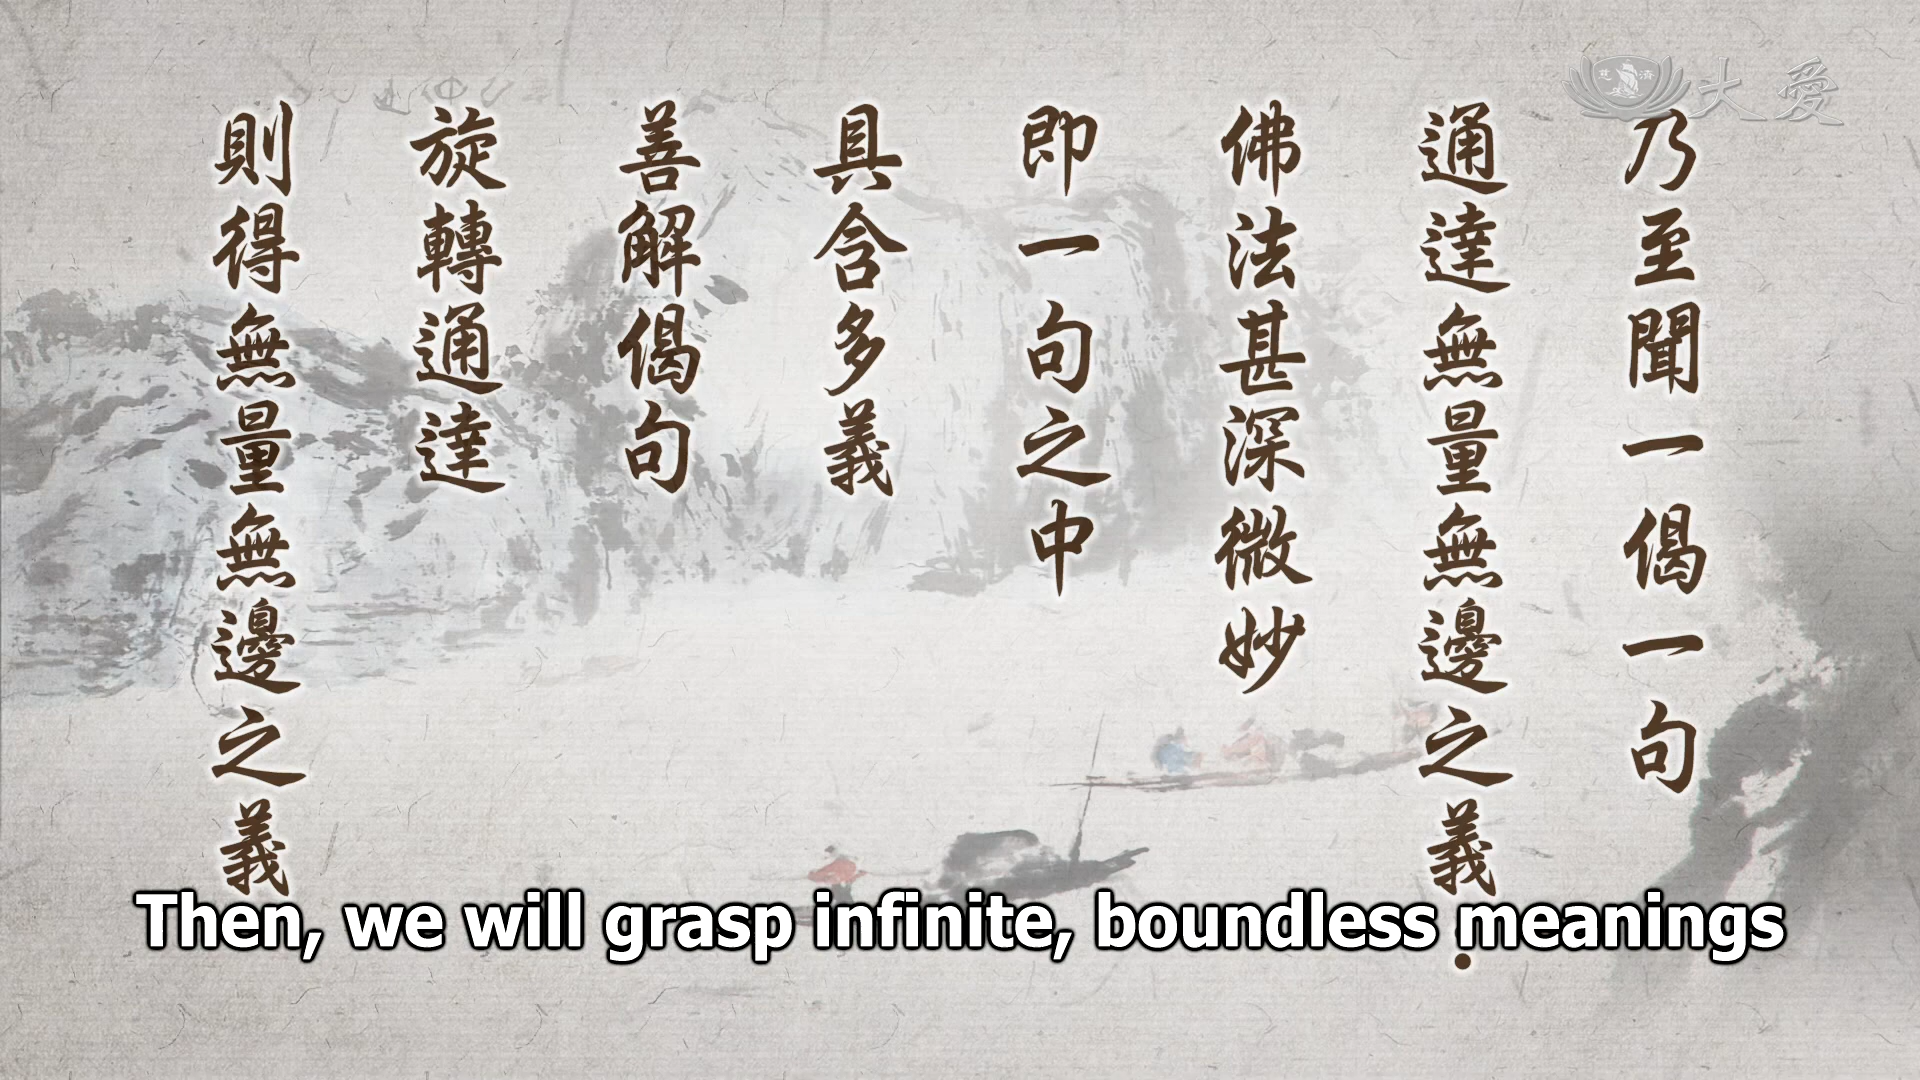 大愛
慈濟
乃至聞一偈一句
通達無量無邊之義·
佛法甚深微妙
即一句之中
具含多義
善解偈句
旋轉通達
則得無量無邊之義
Then, we will grasp infinite, boundless meanings